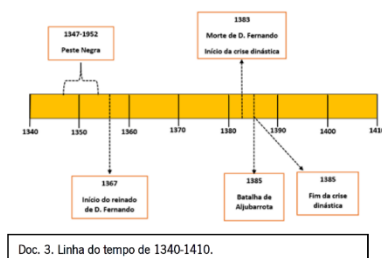 1347-1952
Peste Negra
1383
Morte de D. Fernando
Início da crise dinástica
1340
1350
1360
1370
1380
1390
1400
1410
1367
Início do reinado
de D. Fernando
1385
Batalha de
Aljubarrota
1385
Fim da crise
dinástica
Doc. 3. Linha do tempo de 1340-1410.